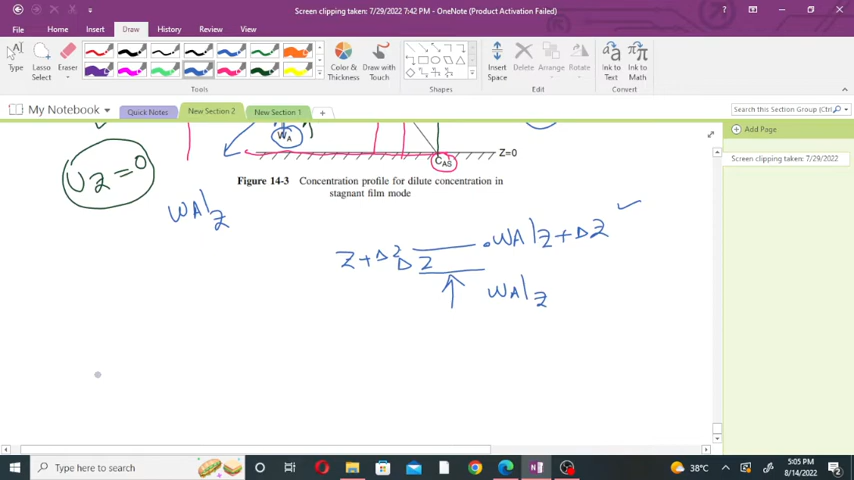 Screen clipping taken: 7/29/2022 7:42 PM - OneNote (Product Activation Failed)
File Home Insert Draw History Review View
Type
Lasso Select
Eraser
Color & Thickness
Draw with Touch
Insert Space
Delete
Arrange
Rotate
Ink to Text
Ink to Math
Tools
Shapes
Edit
Convert
My Notebook
Quick Notes
New Section 2
New Section 1
Search this Section Group (Ctrl
Add Page
Screen clipping taken: 7/29/2022
WA
Z=0
CAS
Figure 14-3 Concentration profile for dilute concentration in
stagnant film mode
Uz=0
WA|z
WA|z+Δz
z+Δz
Δz
WA|z
Type here to search
38°C
5:05 PM
8/14/2022
2